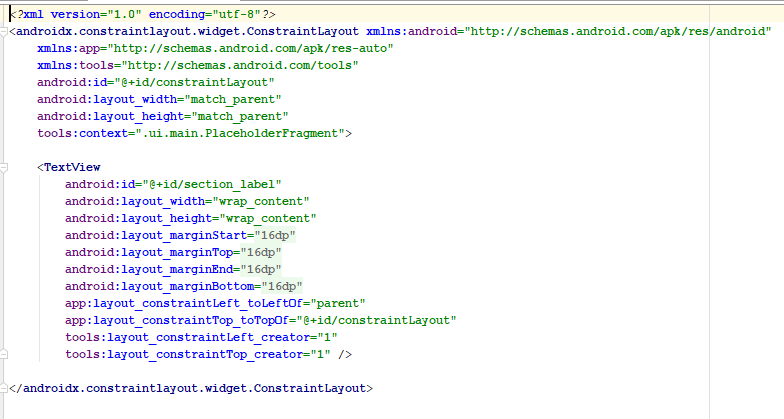 <?xml version="1.0" encoding="utf-8"?>
<androidx.constraintlayout.widget.ConstraintLayout xmlns:android="http://schemas.android.com/apk/res/android"
    xmlns:app="http://schemas.android.com/apk/res-auto"
    xmlns:tools="http://schemas.android.com/tools"
    android:id="@+id/constraintLayout"
    android:layout_width="match_parent"
    android:layout_height="match_parent"
    tools:context=".ui.main.PlaceholderFragment">

    <TextView
        android:id="@+id/section_label"
        android:layout_width="wrap_content"
        android:layout_height="wrap_content"
        android:layout_marginStart="16dp"
        android:layout_marginTop="16dp"
        android:layout_marginEnd="16dp"
        android:layout_marginBottom="16dp"
        app:layout_constraintLeft_toLeftOf="parent"
        app:layout_constraintTop_toTopOf="@+id/constraintLayout"
        tools:layout_constraintLeft_creator="1"
        tools:layout_constraintTop_creator="1" />

</androidx.constraintlayout.widget.ConstraintLayout>